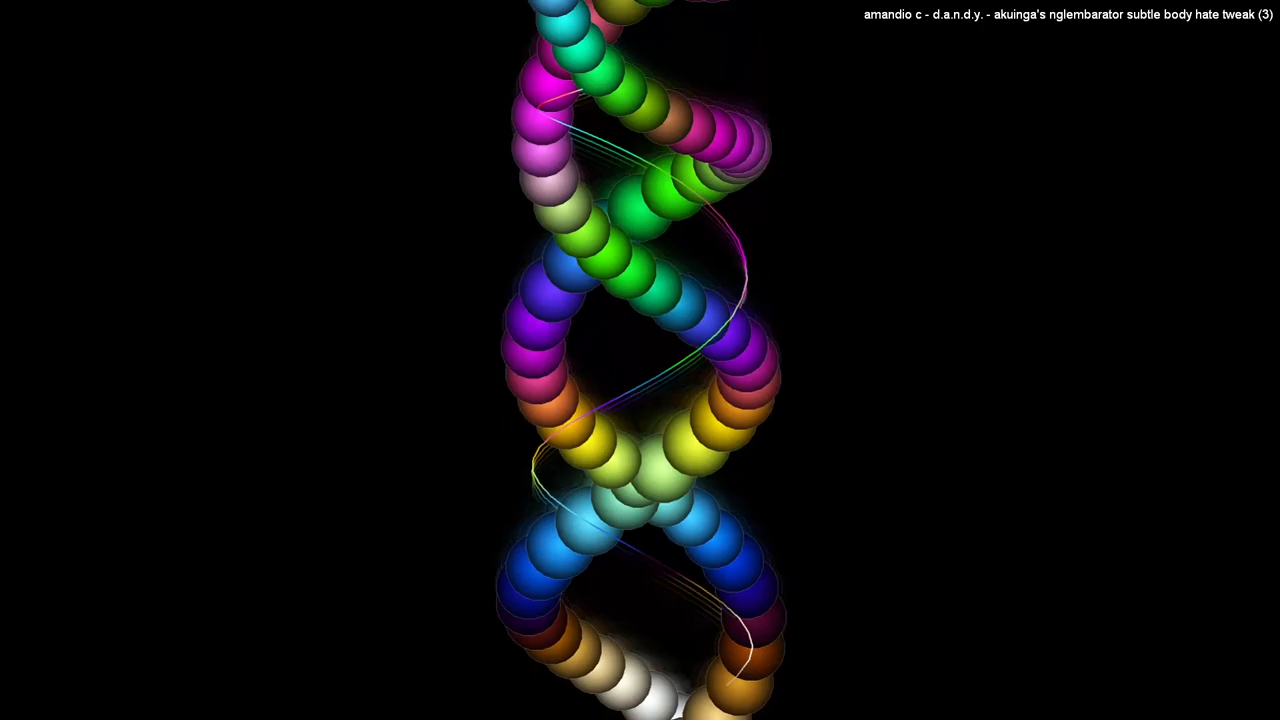 amandio c - d.a.n.d.y. - akuinga's nglembarator subtle body hate tweak (3)